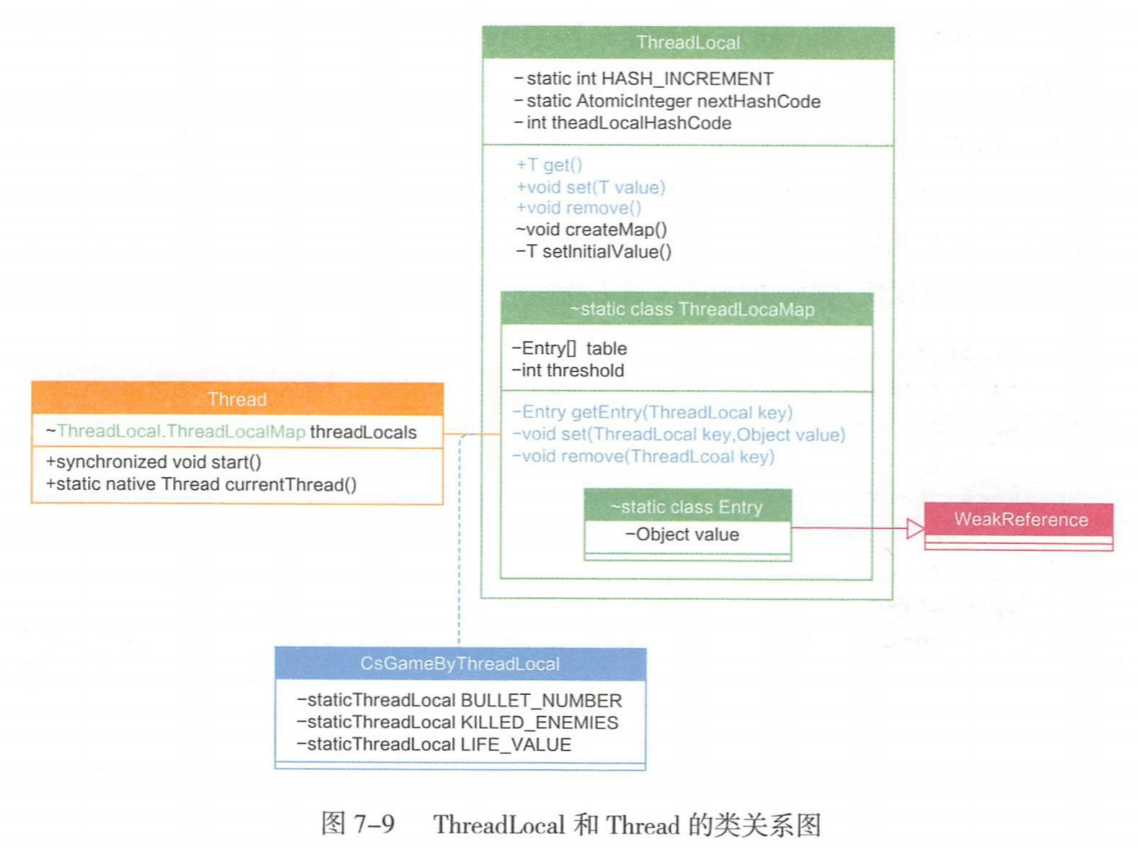 ThreadLocal
−static int HASH_INCREMENT
−static AtomicInteger nextHashCode
−int theadLocalHashCode
+T get()
+void set(T value)
+void remove()
~void createMap()
−T setInitialValue()
~static class ThreadLocaMap
−Entry[] table
−int threshold
−Entry getEntry(ThreadLocal key)
−void set(ThreadLocal key,Object value)
−void remove(ThreadLcoal key)
~static class Entry
−Object value
Thread
~ThreadLocal.ThreadLocalMap threadLocals
+synchronized void start()
+static native Thread currentThread()
WeakReference
CsGameByThreadLocal
−staticThreadLocal BULLET_NUMBER
−staticThreadLocal KILLED_ENEMIES
−staticThreadLocal LIFE_VALUE
图 7–9 ThreadLocal 和 Thread 的类关系图